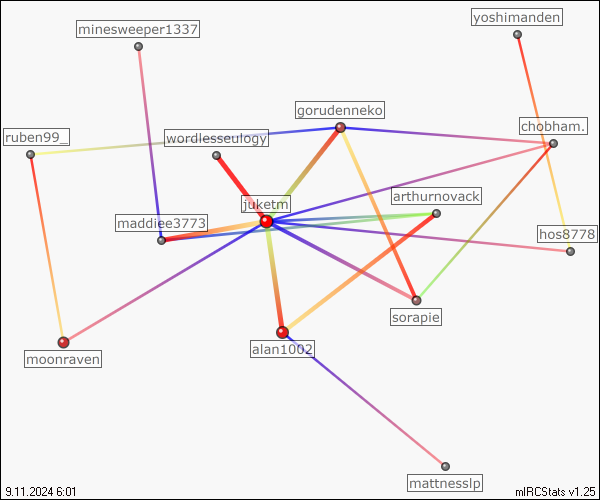 yoshimanden
minesweeper1337
gorudenneko
chobham.
ruben99_
wordlesseulogy
arthurnovack
juketm
maddiee3773
hos8778
sorapie
alan1002
moonraven
mattnesslp
9.11.2024 6:01
mIRCStats v1.25